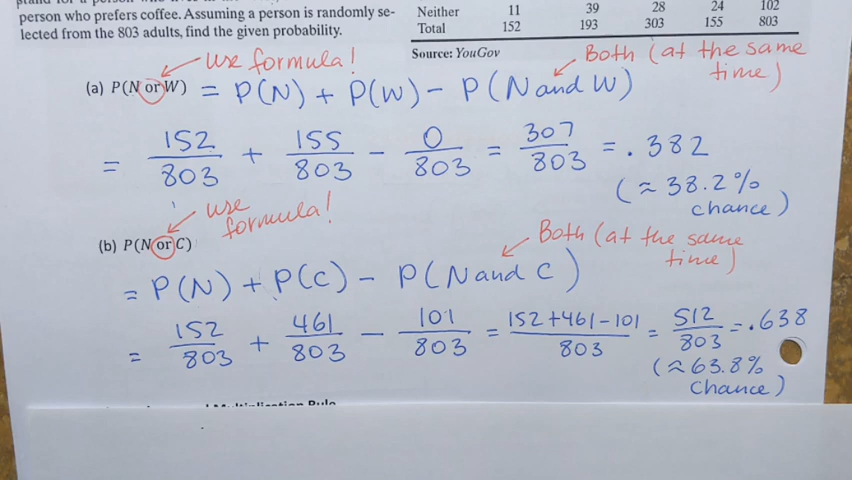 person who prefers coffee. Assuming a person is randomly se-
lected from the 803 adults, find the given probability.
Neither 11 39 28 24 102
Total 152 193 303 155 803
Source: YouGov
use formula!
Both (at the same time)
(a) P(N or W) = P(N) + P(W) − P(N and W)
= 152/803 + 155/803 − 0/803 = 307/803 = .382
(≈ 38.2% chance)
use formula!
Both (at the same time)
(b) P(N or C)
= P(N) + P(C) − P(N and C)
= 152/803 + 461/803 − 101/803 = 152+461−101/803 = 512/803 = .638
(≈ 63.8% chance)